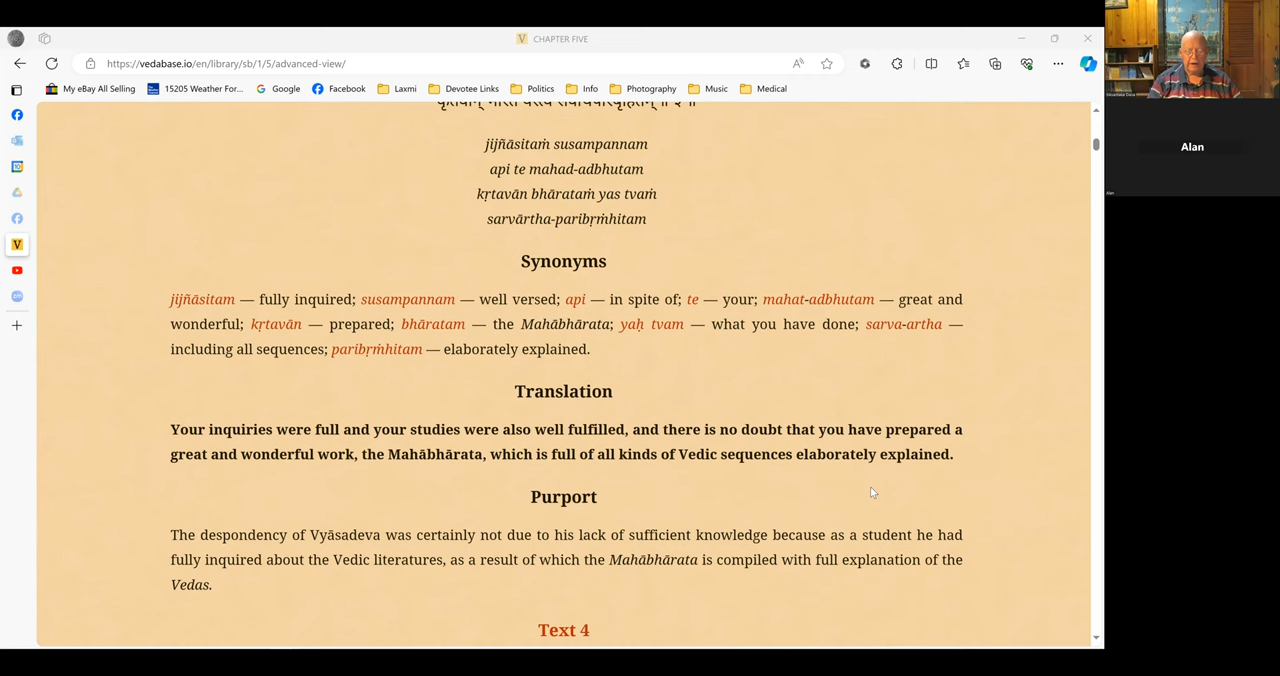 CHAPTER FIVE
https://vedabase.io/en/library/sb/1/5/advanced-view/
My eBay All Selling
15205 Weather For...
Google
Facebook
Laxmi
Devotee Links
Politics
Info
Photography
Music
Medical
jijñāsitaṁ susampannam
api te mahad-adbhutam
kṛtavān bhārataṁ yas tvaṁ
sarvārtha-paribṛṁhitam
Synonyms
jijñāsitam — fully inquired; susampannam — well versed; api — in spite of; te — your; mahat-adbhutam — great and
wonderful; kṛtavān — prepared; bhāratam — the Mahābhārata; yaḥ tvam — what you have done; sarva-artha —
including all sequences; paribṛṁhitam — elaborately explained.
Translation
Your inquiries were full and your studies were also well fulfilled, and there is no doubt that you have prepared a
great and wonderful work, the Mahābhārata, which is full of all kinds of Vedic sequences elaborately explained.
Purport
The despondency of Vyāsadeva was certainly not due to his lack of sufficient knowledge because as a student he had
fully inquired about the Vedic literatures, as a result of which the Mahābhārata is compiled with full explanation of the
Vedas.
Text 4
Alan
Alan